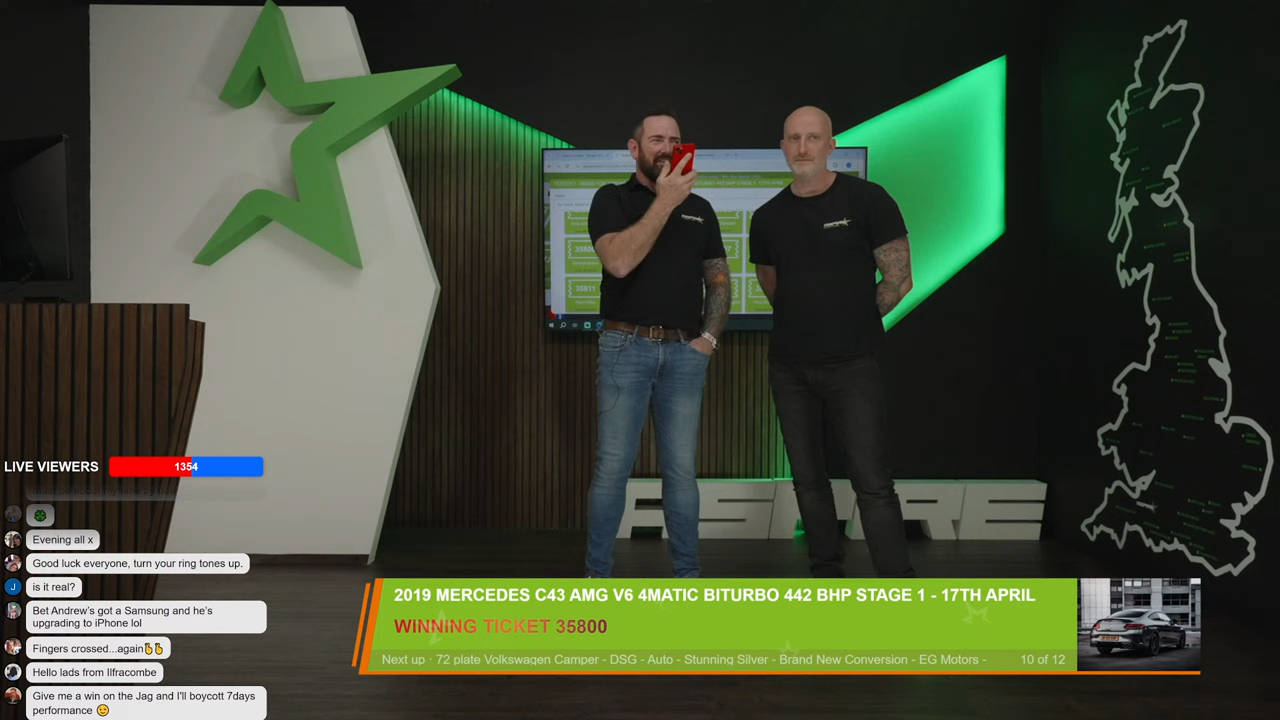 35811
ASPIRE
LIVE VIEWERS 1354
Evening all x
Good luck everyone, turn your ring tones up.
J
is it real?
Bet Andrew's got a Samsung and he's
upgrading to iPhone lol
Fingers crossed...again
Hello lads from Ilfracombe
Give me a win on the Jag and I'll boycott 7days
performance
2019 MERCEDES C43 AMG V6 4MATIC BITURBO 442 BHP STAGE 1 - 17TH APRIL
WINNING TICKET 35800
Next up · 72 plate Volkswagen Camper - DSG - Auto - Stunning Silver - Brand New Conversion - EG Motors - 10 of 12